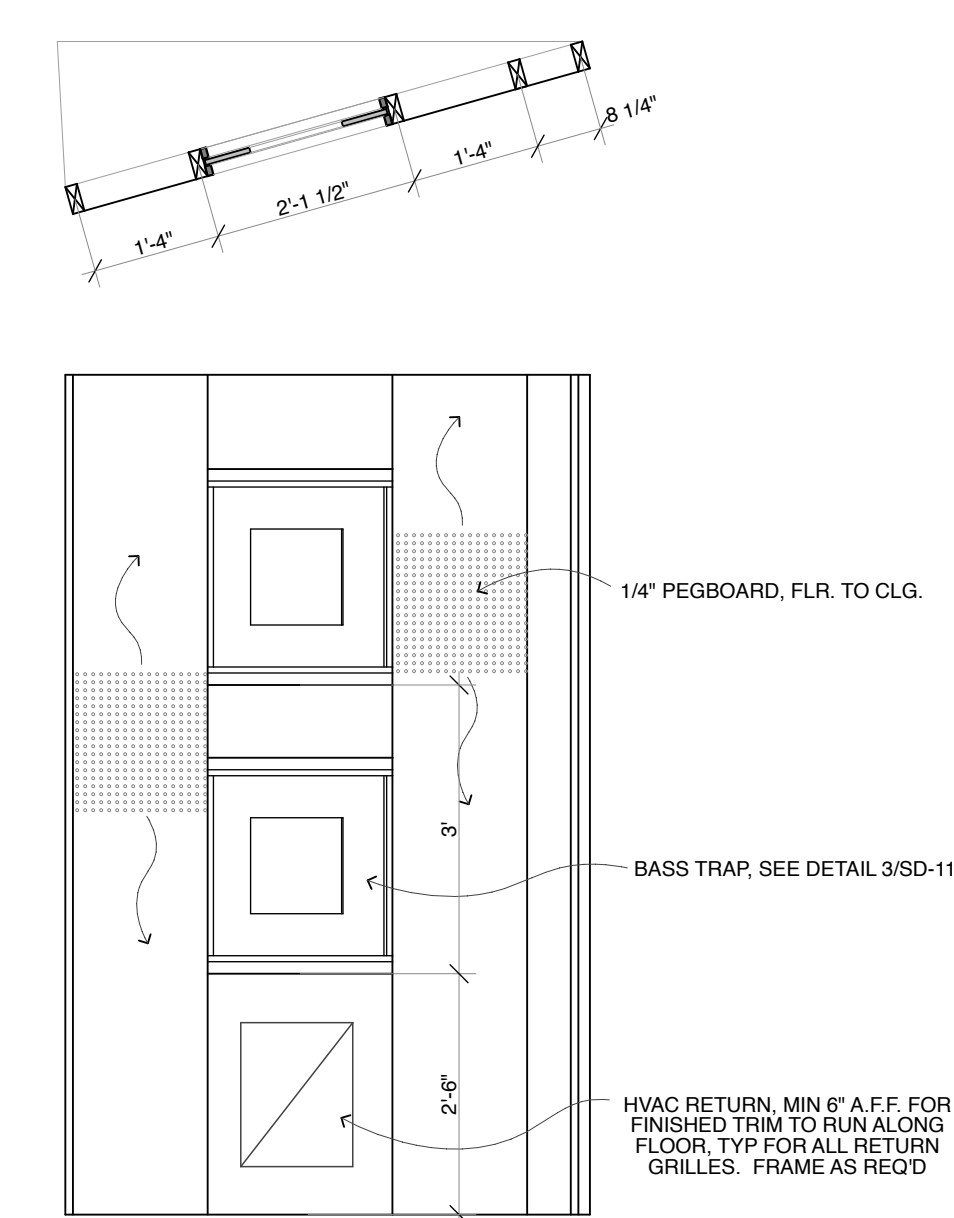 8 1/4"
1'-4"
2'-1 1/2"
1'-4"
1/4" PEGBOARD, FLR. TO CLG.
3'
BASS TRAP, SEE DETAIL 3/SD-11
2'-6"
HVAC RETURN, MIN 6" A.F.F. FOR
FINISHED TRIM TO RUN ALONG
FLOOR, TYP FOR ALL RETURN
GRILLES.  FRAME AS REQ'D